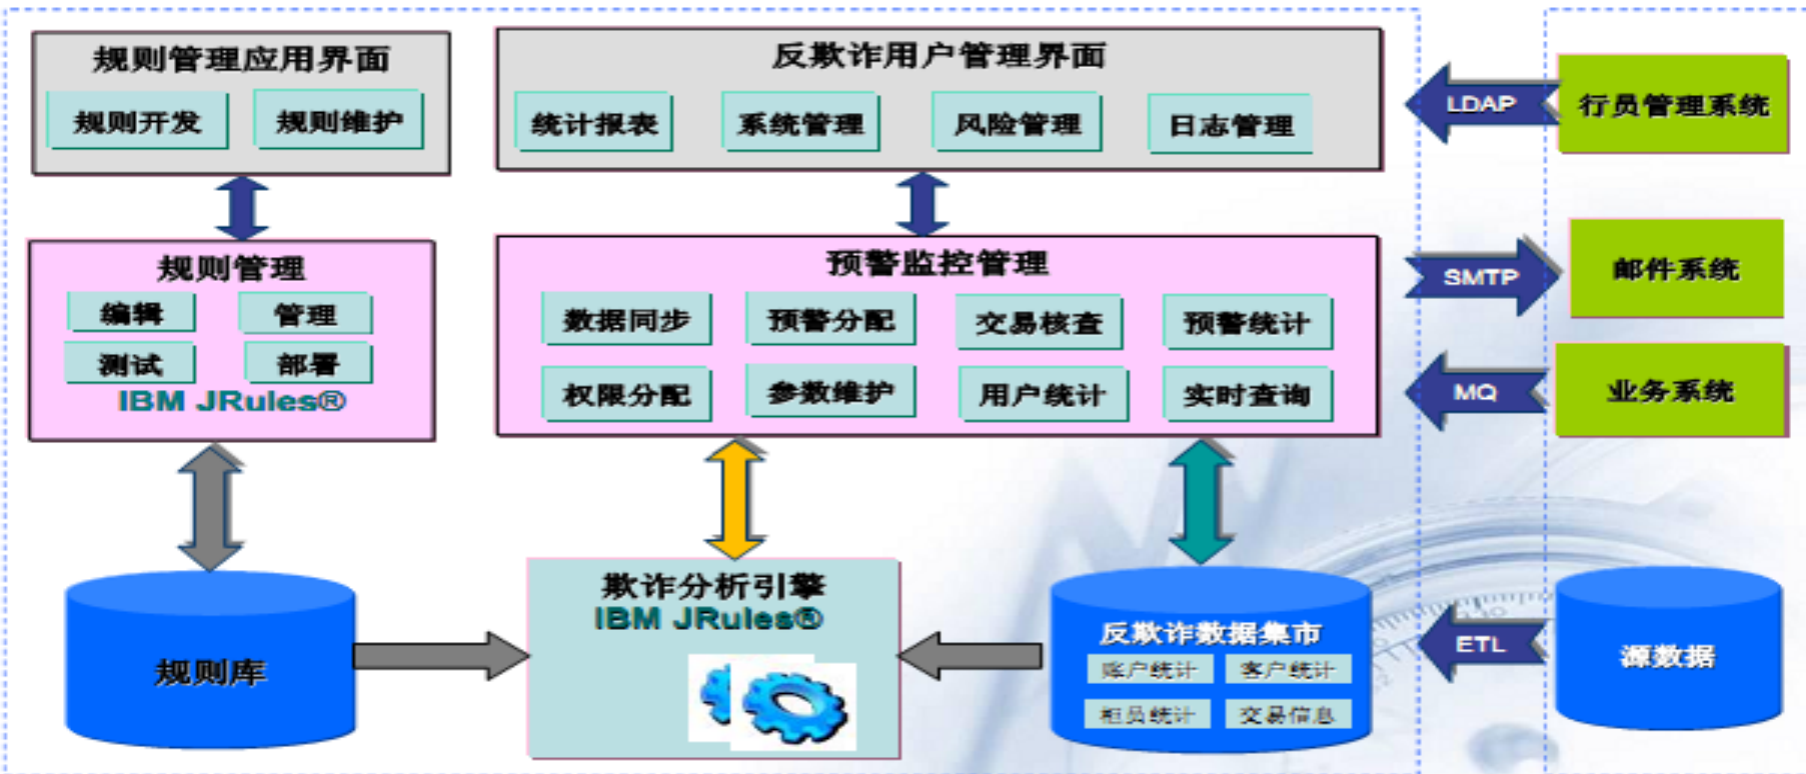 规则管理应用界面
规则开发
规则维护
反欺诈用户管理界面
统计报表
系统管理
风险管理
日志管理
LDAP
行员管理系统
规则管理
编辑
管理
测试
部署
IBM JRules®
预警监控管理
数据同步
预警分配
交易核查
预警统计
权限分配
参数维护
用户统计
实时查询
SMTP
邮件系统
MQ
业务系统
规则库
欺诈分析引擎
IBM JRules®
反欺诈数据集市
账户统计
客户统计
柜员统计
交易信息
ETL
源数据